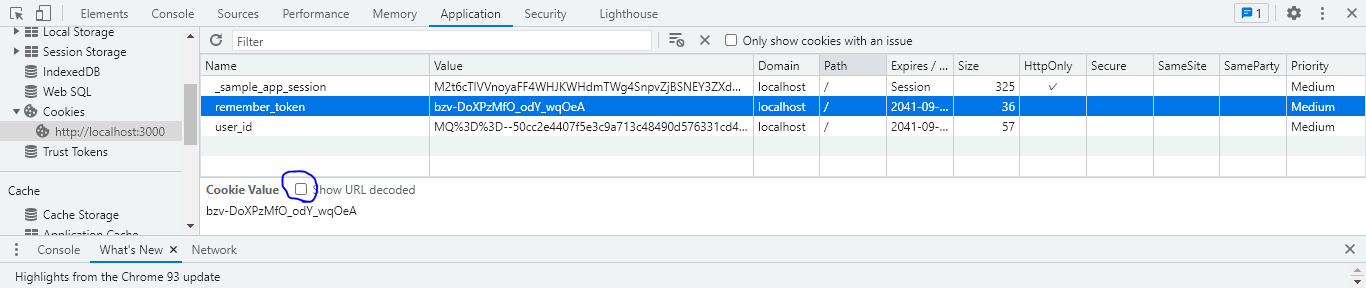 Elements Console Sources Performance Memory Application Security Lighthouse 1
Local Storage
Session Storage
IndexedDB
Web SQL
Cookies
http://localhost:3000
Trust Tokens
Cache
Cache Storage
Application Cache
Filter Only show cookies with an issue
Name Value Domain Path Expires / ... Size HttpOnly Secure SameSite SameParty Priority
_sample_app_session M2t6cTlVVnoyaFF4WHJKWHdmTWg4SnpvZjBSNEY3ZXd... localhost / Session 325 ✓ Medium
remember_token bzv-DoXPzMfO_odY_wqOeA localhost / 2041-09-... 36 Medium
user_id MQ%3D%3D--50cc2e4407f5e3c9a713c48490d576331cd4... localhost / 2041-09-... 57 Medium
Cookie Value Show URL decoded
bzv-DoXPzMfO_odY_wqOeA
Console What's New Network
Highlights from the Chrome 93 update